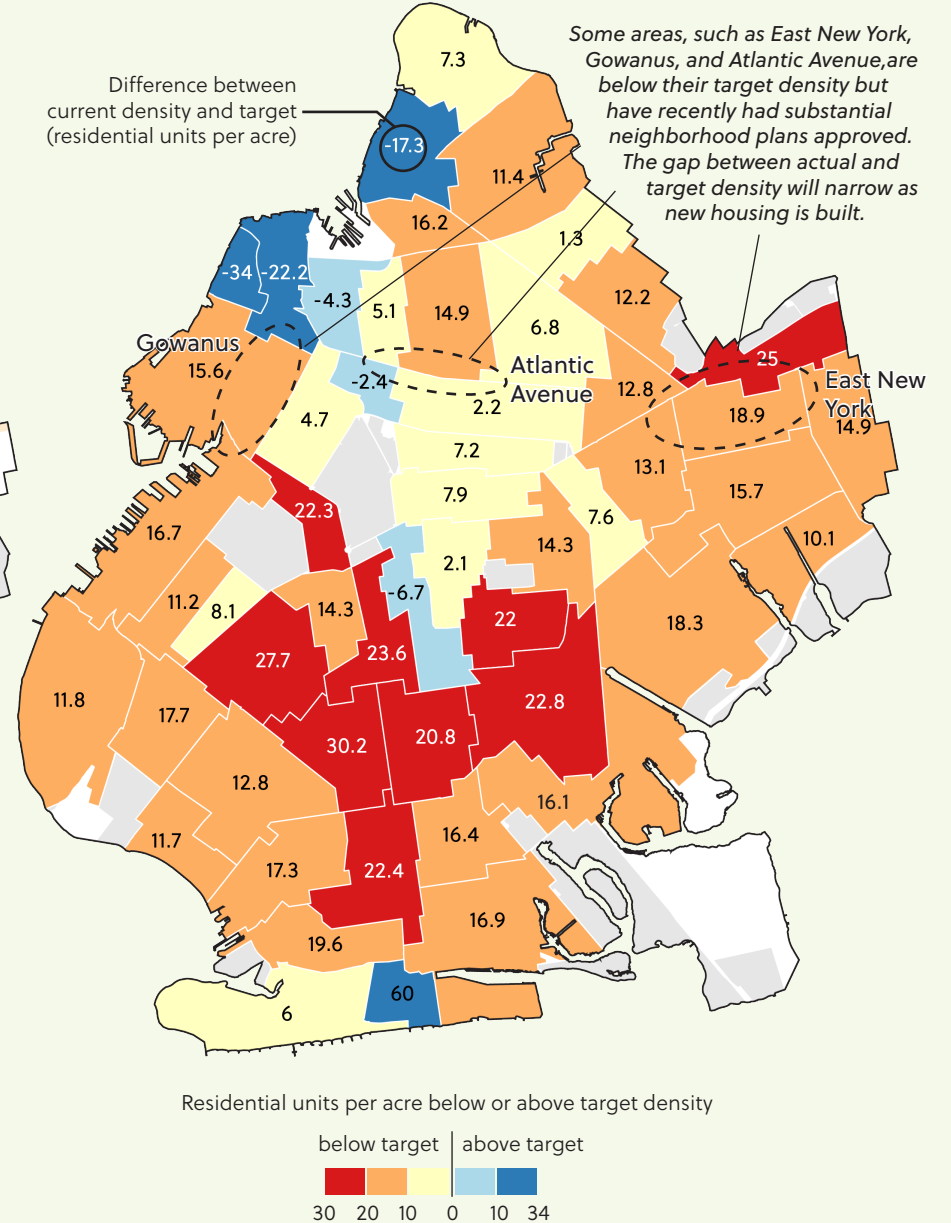 Some areas, such as East New York,
Gowanus, and Atlantic Avenue,are
below their target density but
have recently had substantial
neighborhood plans approved.
The gap between actual and
target density will narrow as
new housing is built.
Difference between
current density and target
(residential units per acre)
7.3
-17.3
11.4
16.2
1.3
-34
-22.2
-4.3
5.1
14.9
6.8
12.2
Gowanus
15.6
-2.4
Atlantic
Avenue
2.2
12.8
25
East New
York
18.9
14.9
4.7
7.2
13.1
15.7
7.9
7.6
22.3
16.7
14.3
10.1
2.1
-6.7
11.2
8.1
14.3
22
18.3
27.7
23.6
11.8
17.7
22.8
30.2
20.8
12.8
16.1
11.7
16.4
17.3
22.4
16.9
19.6
60
6
Residential units per acre below or above target density
below target
above target
30 20 10 0 10 34